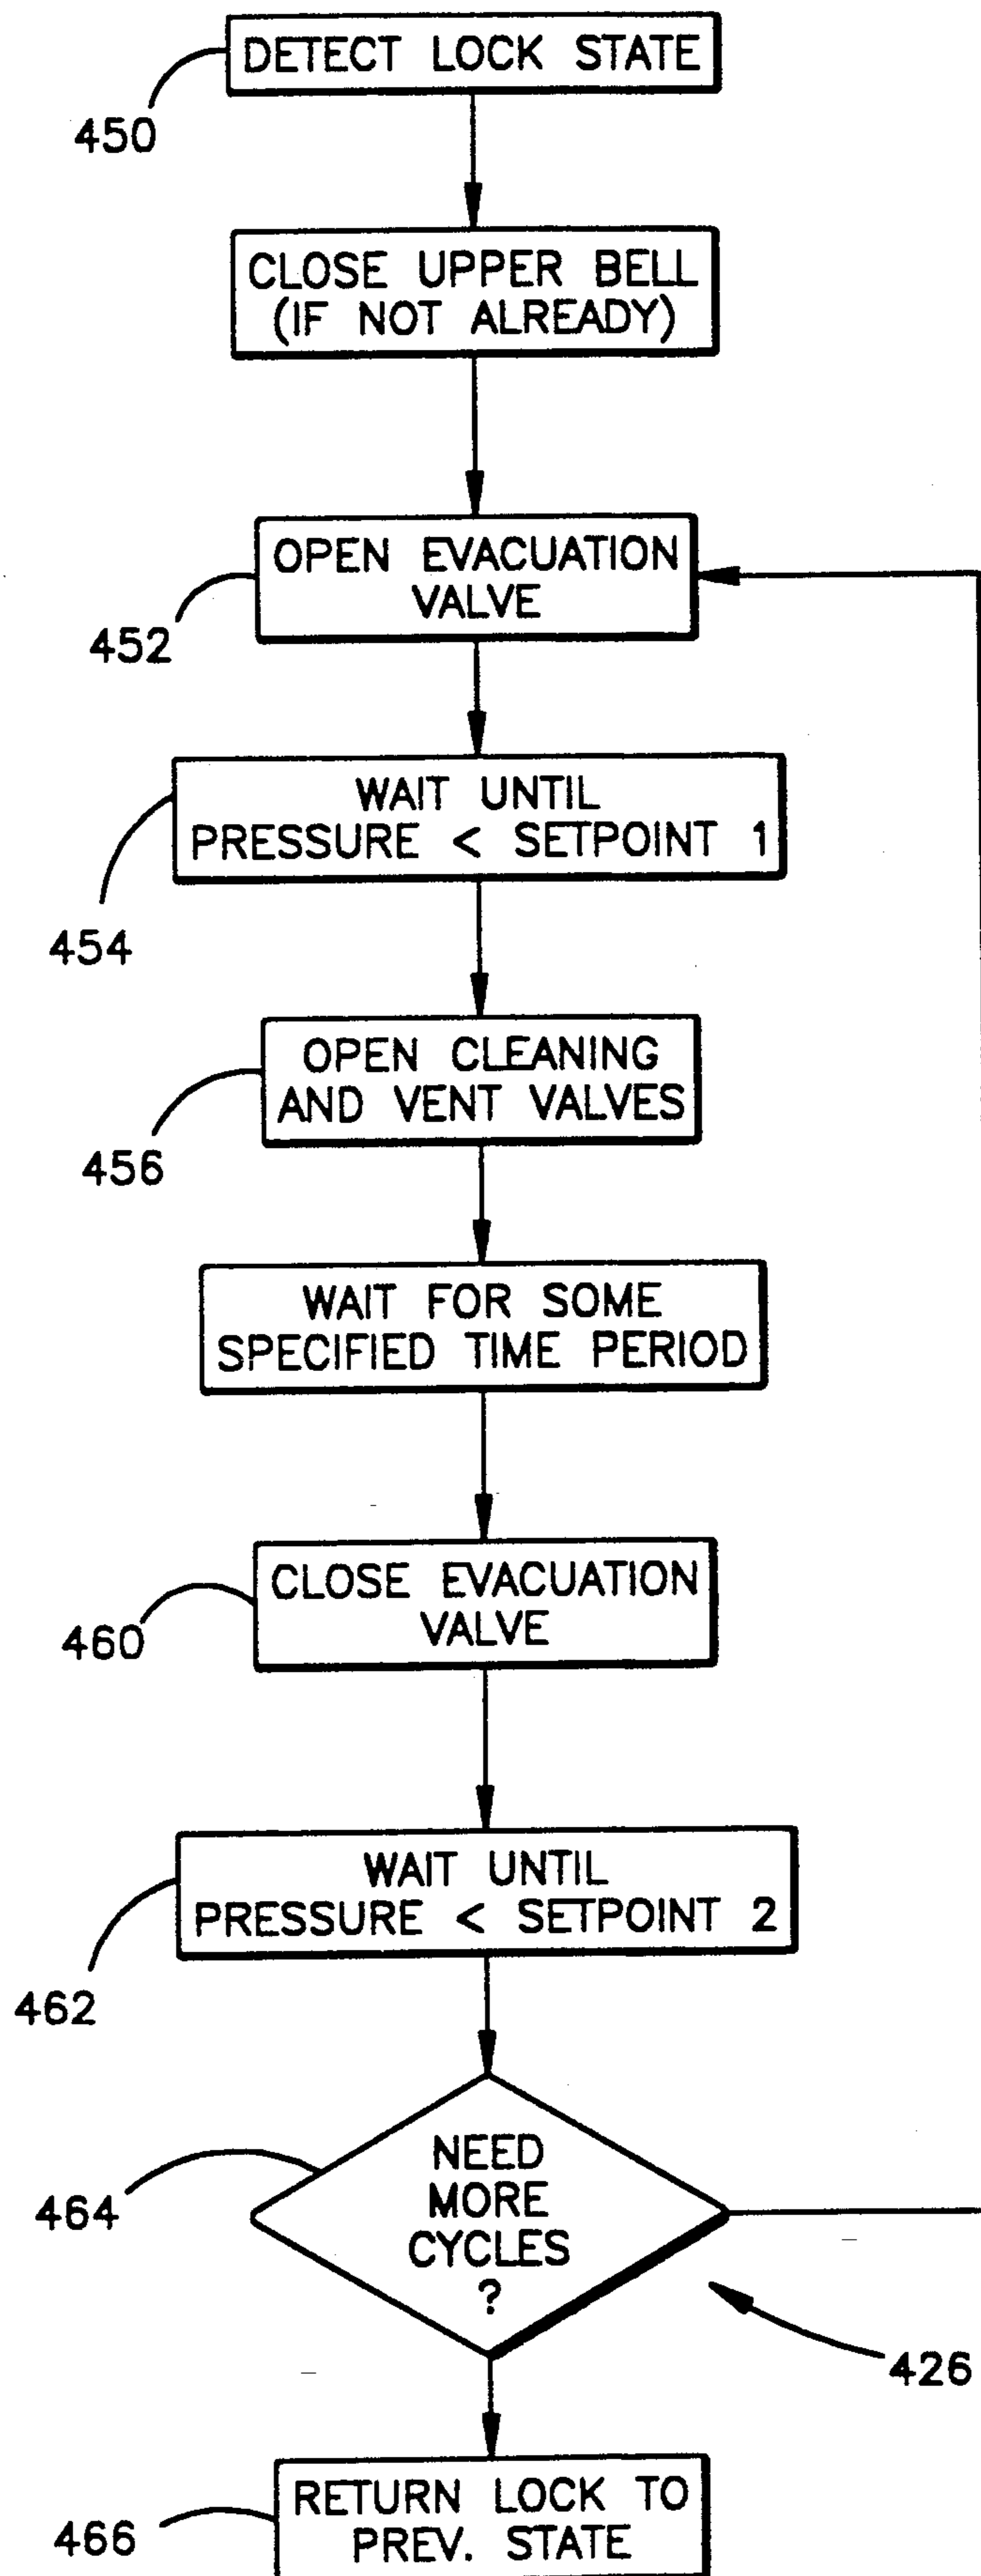 DETECT LOCK STATE
450
CLOSE UPPER BELL
(IF NOT ALREADY)
OPEN EVACUATION
VALVE
452
WAIT UNTIL
PRESSURE < SETPOINT 1
454
OPEN CLEANING
AND VENT VALVES
456
WAIT FOR SOME
SPECIFIED TIME PERIOD
CLOSE EVACUATION
VALVE
460
WAIT UNTIL
PRESSURE < SETPOINT 2
462
NEED
MORE
CYCLES
?
464
426
RETURN LOCK TO
PREV. STATE
466